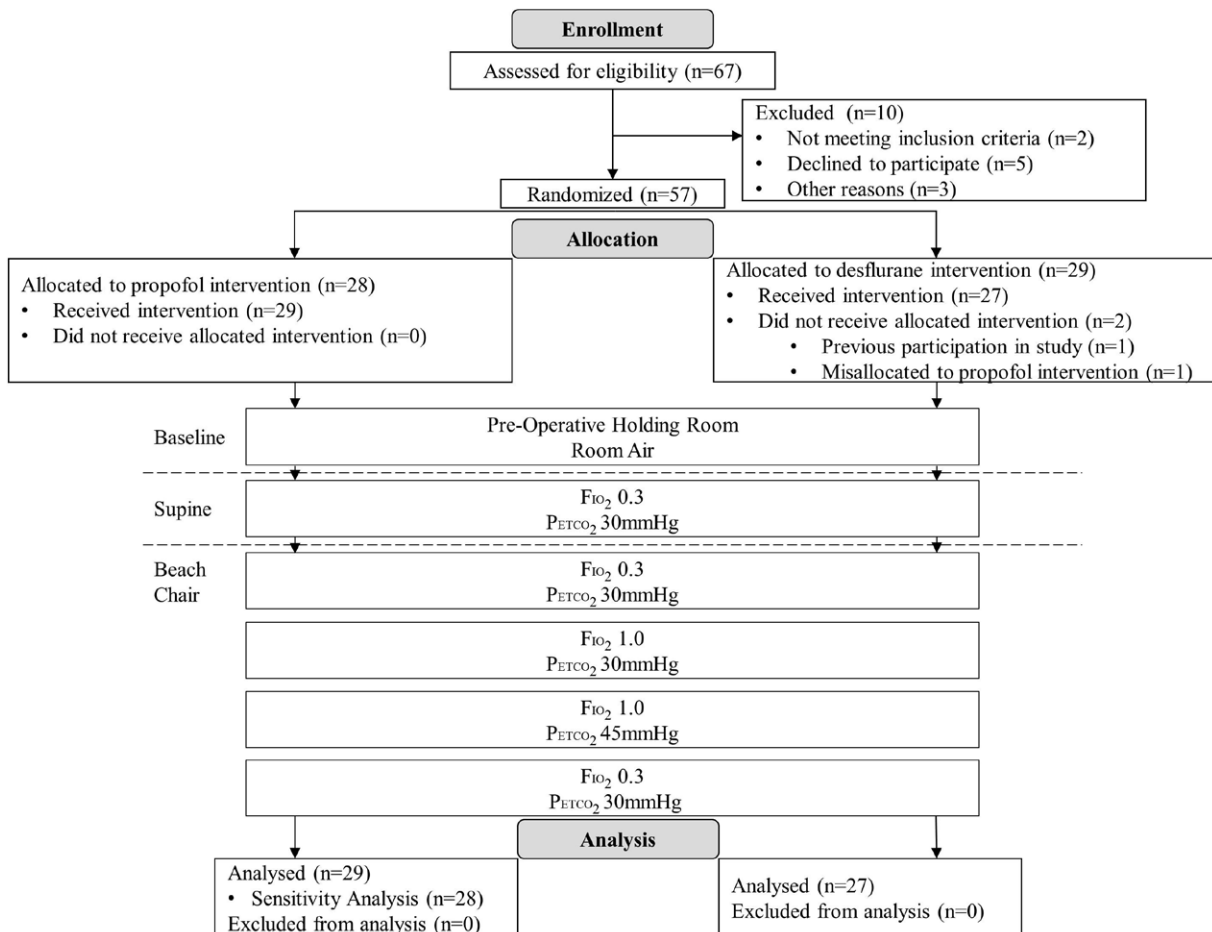 Enrollment
Assessed for eligibility (n=67)
Excluded (n=10)
• Not meeting inclusion criteria (n=2)
• Declined to participate (n=5)
• Other reasons (n=3)
Randomized (n=57)
Allocation
Allocated to propofol intervention (n=28)
• Received intervention (n=29)
• Did not receive allocated intervention (n=0)
Allocated to desflurane intervention (n=29)
• Received intervention (n=27)
• Did not receive allocated intervention (n=2)
• Previous participation in study (n=1)
• Misallocated to propofol intervention (n=1)
Baseline
Pre-Operative Holding Room
Room Air
Supine
FIO2 0.3
PETCO2 30mmHg
Beach
Chair
FIO2 0.3
PETCO2 30mmHg
FIO2 1.0
PETCO2 30mmHg
FIO2 1.0
PETCO2 45mmHg
FIO2 0.3
PETCO2 30mmHg
Analysis
Analysed (n=29)
• Sensitivity Analysis (n=28)
Excluded from analysis (n=0)
Analysed (n=27)
Excluded from analysis (n=0)